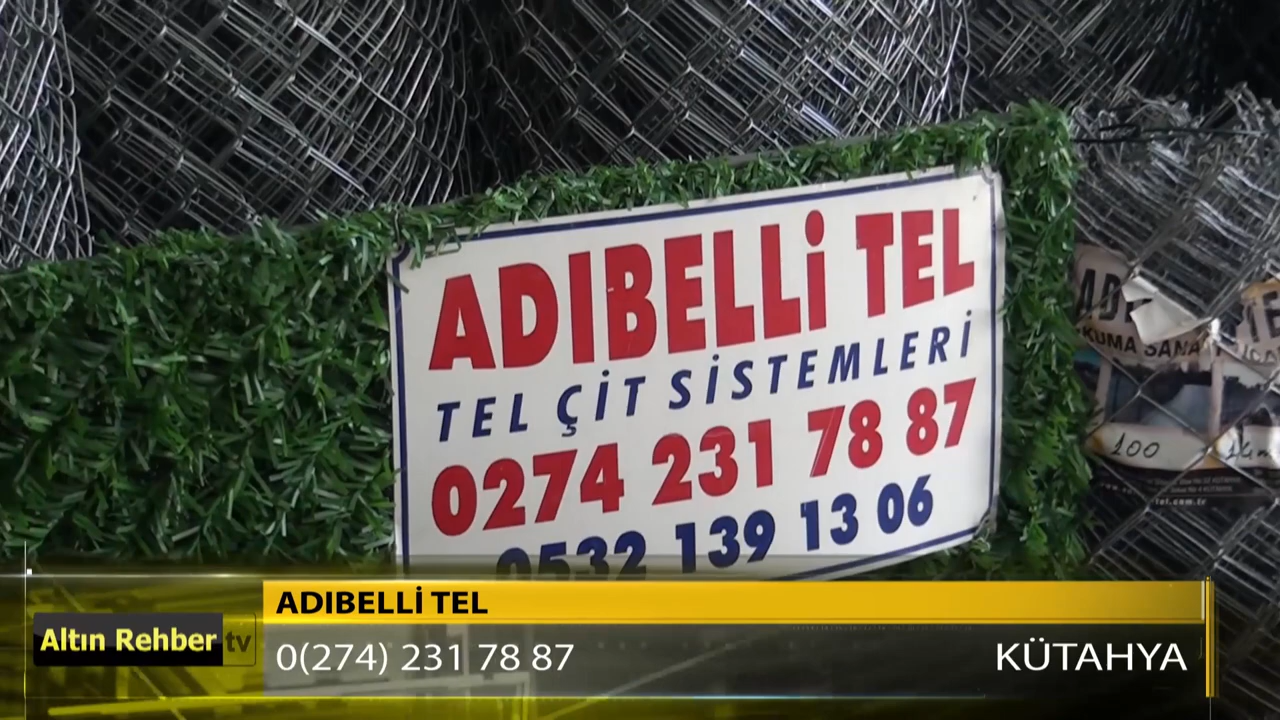 ADIBELLİ TEL
TEL ÇİT SİSTEMLERİ
0274 231 78 87
0532 139 13 06
100
ADIBELLİ TEL
Altın Rehber tv
0(274) 231 78 87
KÜTAHYA